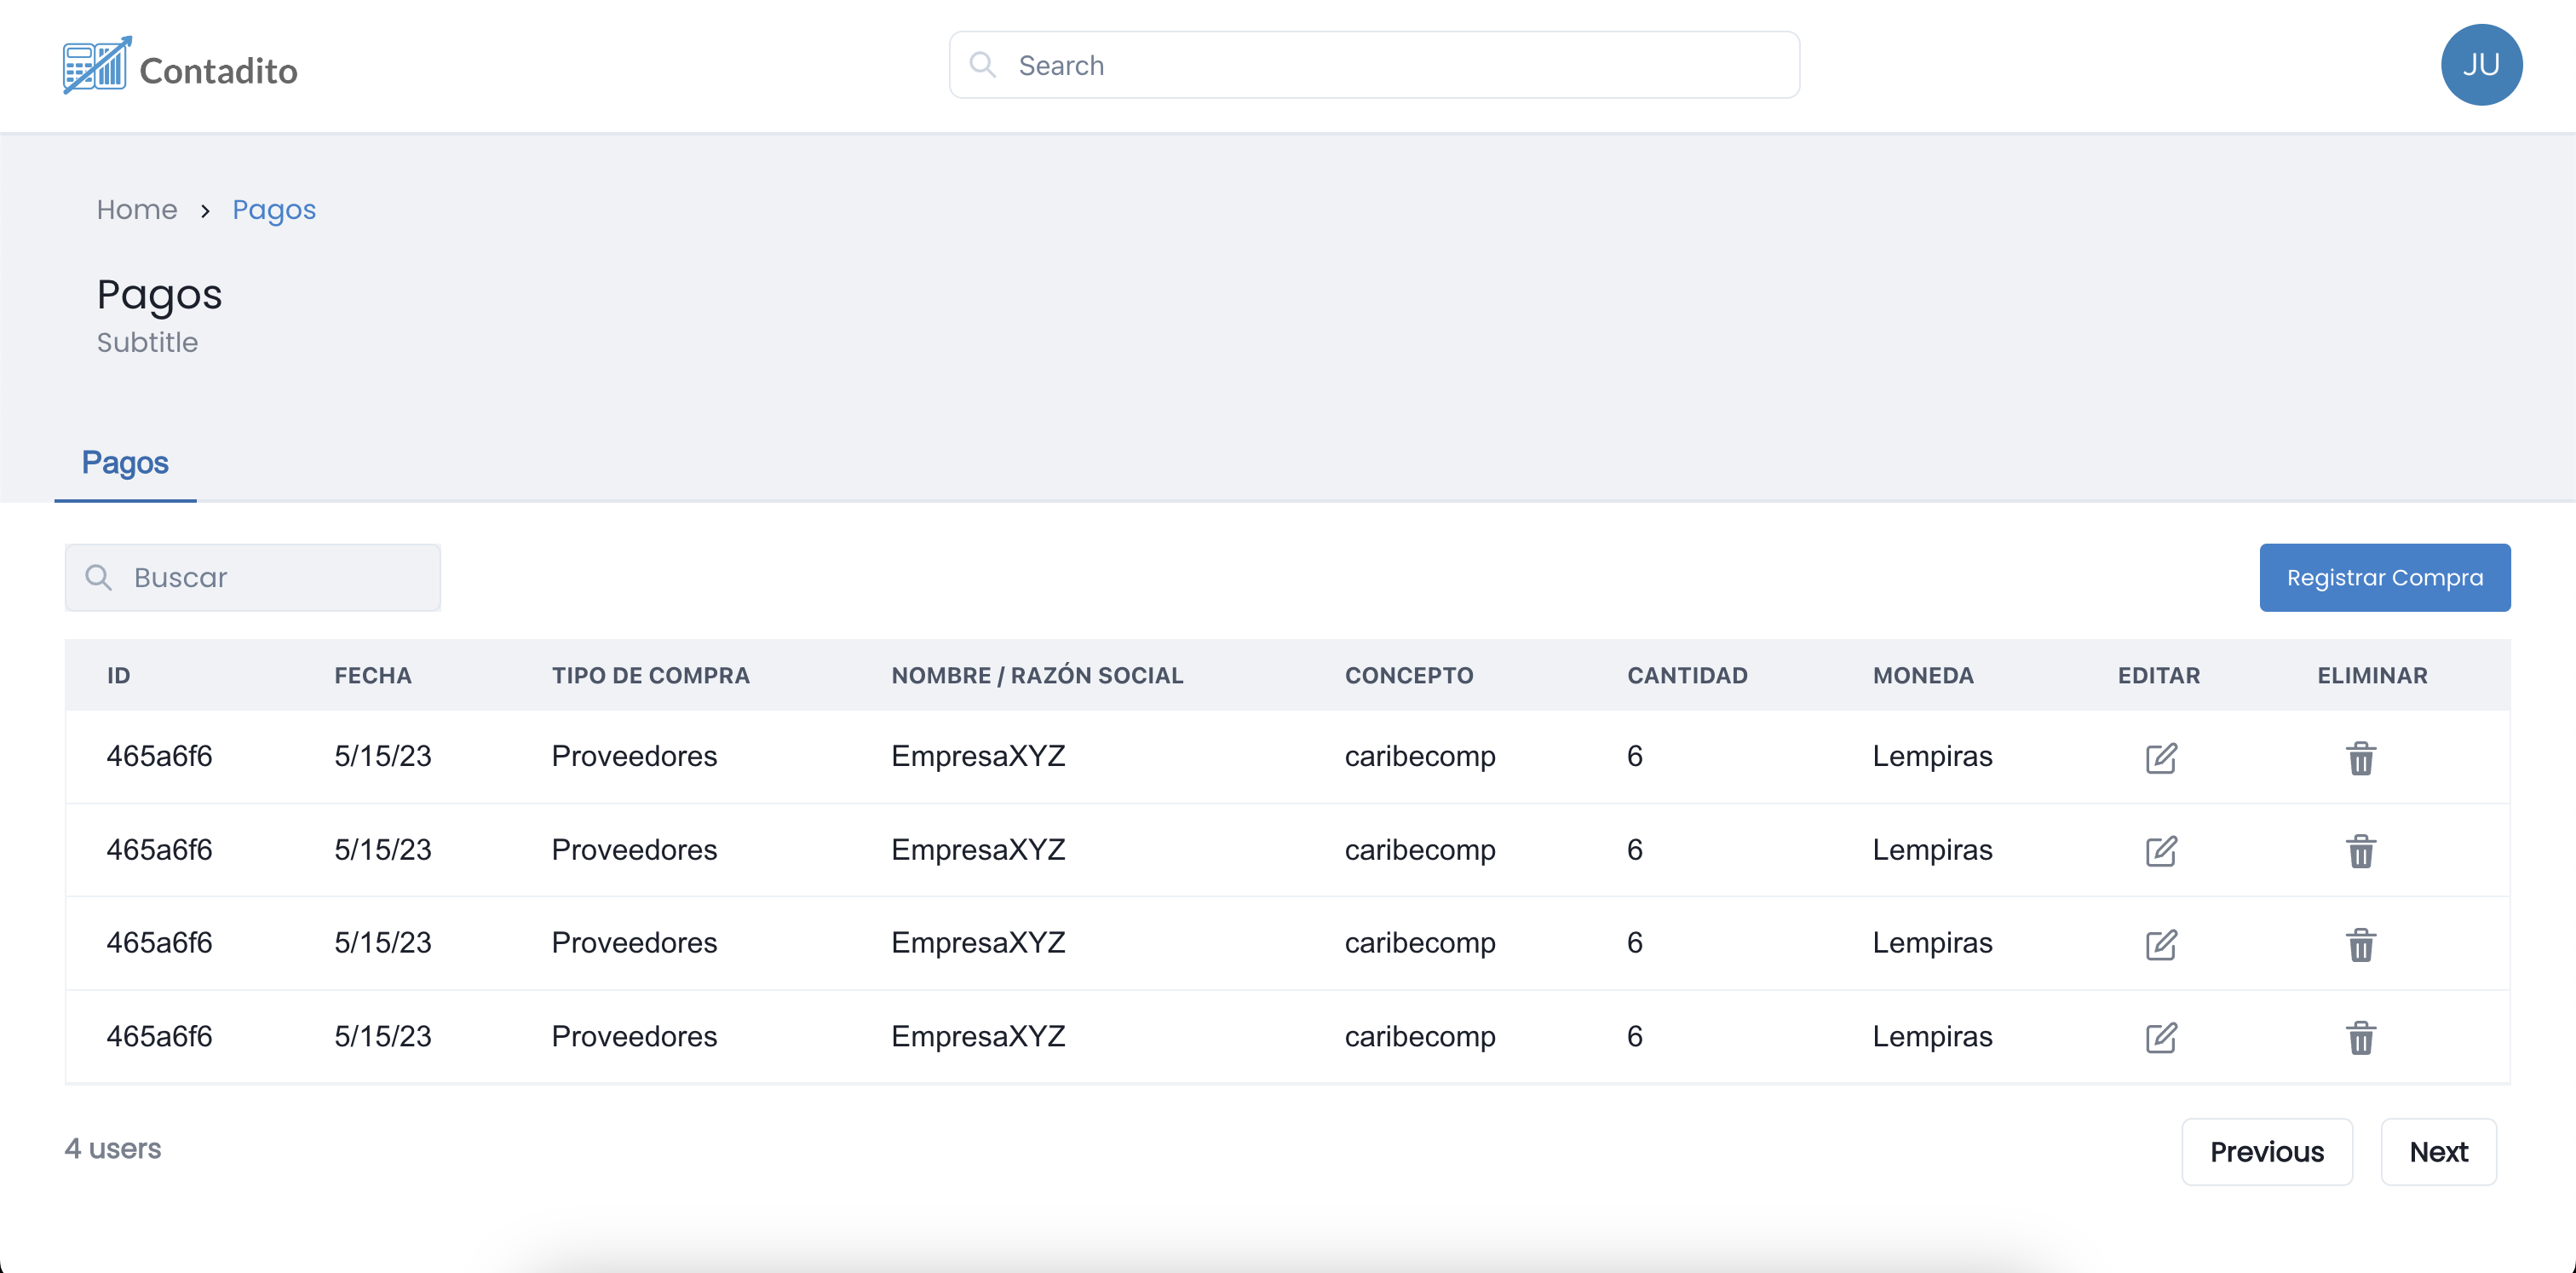 Contadito
Search
JU
Home › Pagos
Pagos
Subtitle
Pagos
Buscar
Registrar Compra
ID FECHA TIPO DE COMPRA NOMBRE / RAZÓN SOCIAL CONCEPTO CANTIDAD MONEDA EDITAR ELIMINAR
465a6f6 5/15/23 Proveedores EmpresaXYZ caribecomp 6 Lempiras
465a6f6 5/15/23 Proveedores EmpresaXYZ caribecomp 6 Lempiras
465a6f6 5/15/23 Proveedores EmpresaXYZ caribecomp 6 Lempiras
465a6f6 5/15/23 Proveedores EmpresaXYZ caribecomp 6 Lempiras
4 users
Previous Next